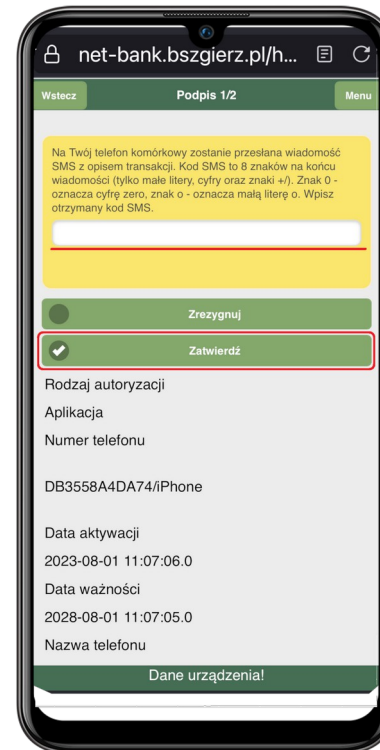 net-bank.bszgierz.pl/h...
Wstecz
Podpis 1/2
Menu
Na Twój telefon komórkowy zostanie przesłana wiadomość
SMS z opisem transakcji. Kod SMS to 8 znaków na końcu
wiadomości (tylko małe litery, cyfry oraz znaki +/). Znak 0 -
oznacza cyfrę zero, znak o - oznacza małą literę o. Wpisz
otrzymany kod SMS.
Zrezygnuj
Zatwierdź
Rodzaj autoryzacji
Aplikacja
Numer telefonu
DB3558A4DA74/iPhone
Data aktywacji
2023-08-01 11:07:06.0
Data ważności
2028-08-01 11:07:05.0
Nazwa telefonu
Dane urządzenia!